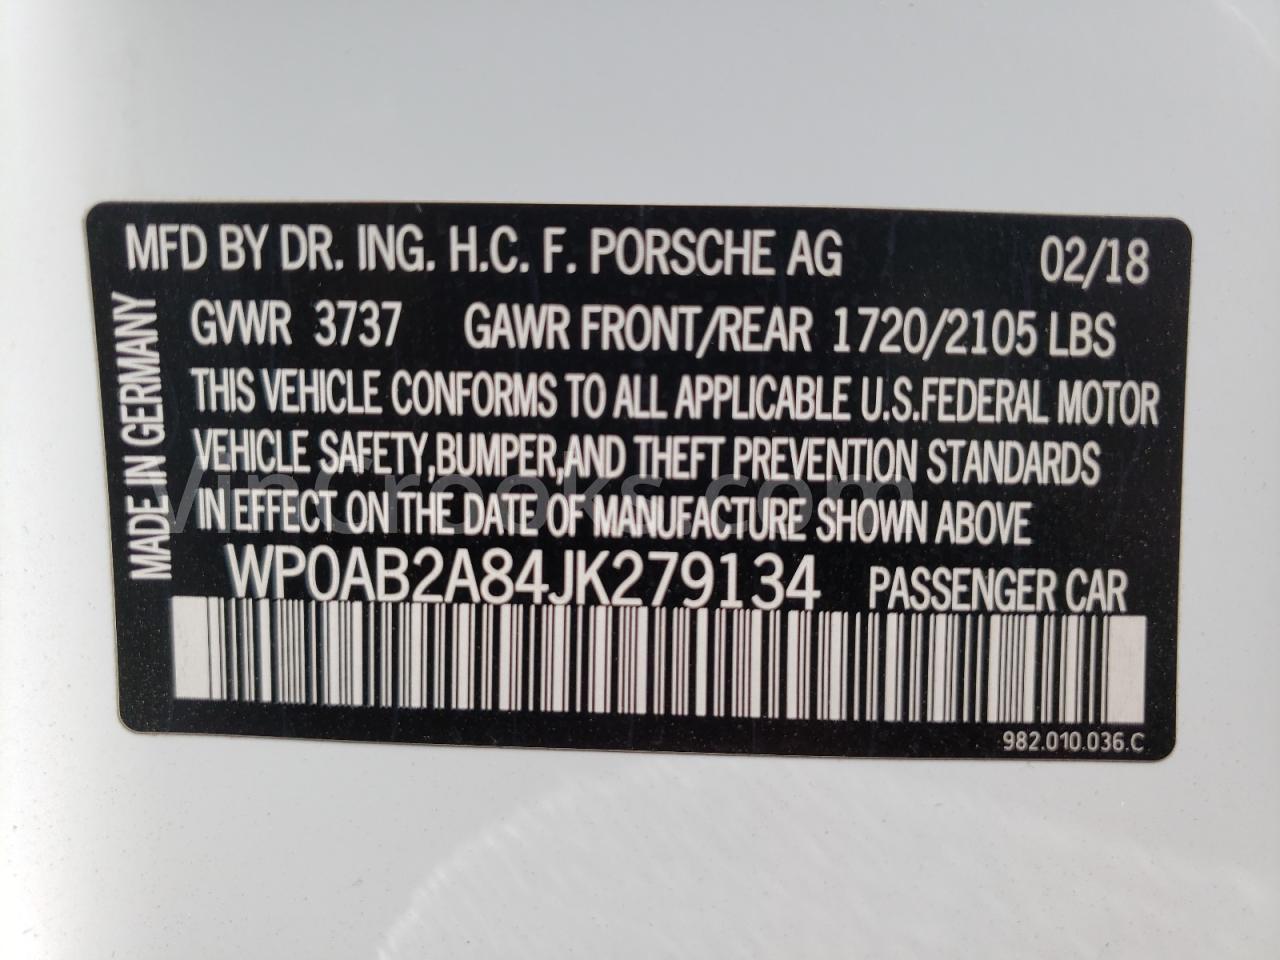 MFD BY DR. ING. H.C. F. PORSCHE AG 02/18
GVWR 3737 GAWR FRONT/REAR 1720/2105 LBS
THIS VEHICLE CONFORMS TO ALL APPLICABLE U.S.FEDERAL MOTOR
VEHICLE SAFETY,BUMPER,AND THEFT PREVENTION STANDARDS
IN EFFECT ON THE DATE OF MANUFACTURE SHOWN ABOVE
WP0AB2A84JK279134 PASSENGER CAR
982.010.036.C
MADE IN GERMANY
VinCrooks.com